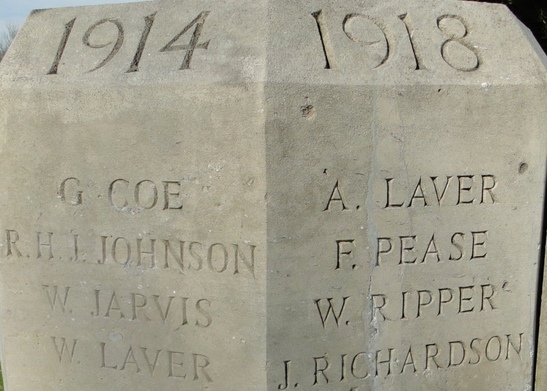 1914
G. COE
R.H.J. JOHNSON
W. JARVIS
W. LAVER
1918
A. LAVER
F. PEASE
W. RIPPER
J. RICHARDSON